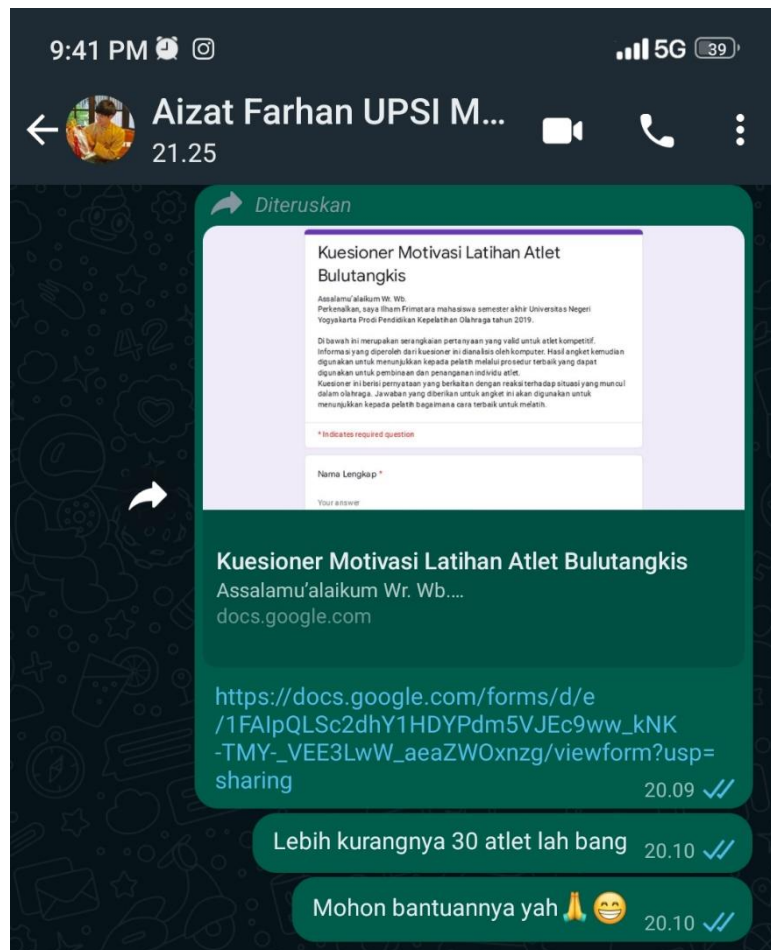 9:41 PM
5G 39
Aizat Farhan UPSI M...
21.25
Diteruskan
Kuesioner Motivasi Latihan Atlet
Bulutangkis
Assalamu'alaikum Wr. Wb.
Perkenalkan, saya Ilham Frimstara mahasiswa semester akhir Universitas Negeri
Yogyakarta Prodi Pendidikan Kepelatihan Olahraga tahun 2019.
Di bawah ini merupakan serangkaian pertanyaan yang valid untuk atlet kompetitif.
Informasi yang diperoleh dari kuesioner ini dianalisis oleh komputer. Hasil angket kemudian
digunakan untuk menunjukkan kepada pelatih melalui prosedur terbaik yang dapat
digunakan untuk pembinaan dan penanganan individu atlet.
Kuesioner ini berisi pernyataan yang berkaitan dengan reaksi terhadap situasi yang muncul
dalam olahraga. Jawaban yang diberikan untuk angket ini akan digunakan untuk
menunjukkan kepada pelatih bagaimana cara terbaik untuk melatih.
* Indicates required question
Nama Lengkap *
Your answer
Kuesioner Motivasi Latihan Atlet Bulutangkis
Assalamu'alaikum Wr. Wb....
docs.google.com
https://docs.google.com/forms/d/e
/1FAIpQLSc2dhY1HDYPdm5VJEc9ww_kNK
-TMY-_VEE3LwW_aeaZWOxnzg/viewform?usp=
sharing
20.09
Lebih kurangnya 30 atlet lah bang 20.10
Mohon bantuannya yah🙏😁 20.10